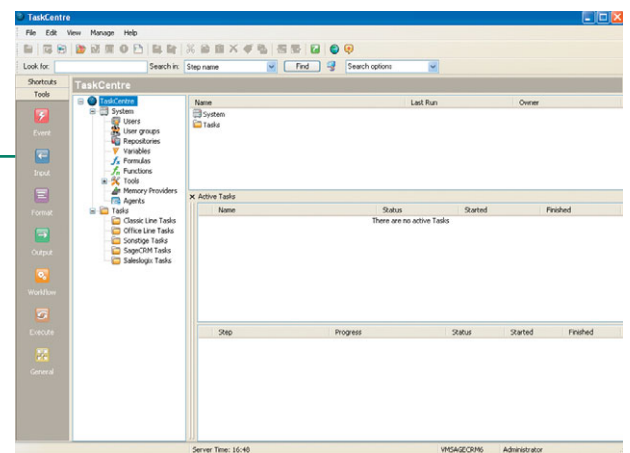 TaskCentre
File Edit View Manage Help
Look for: Search in: Step name Find Search options
Shortcuts
Tools
Event
Input
Format
Output
Workflow
Execute
General
TaskCentre
TaskCentre
System
Users
User groups
Repositories
Variables
Formulas
Functions
Tools
Memory Providers
Agents
Tasks
Classic Line Tasks
Office Line Tasks
Sonstige Tasks
SageCRM Tasks
Saleslogix Tasks
Name Last Run Owner
System
Tasks
Active Tasks
Name Status Started Finished
There are no active Tasks
Step Progress Status Started Finished
Server Time: 16:40 VMSAGECRM6 Administrator